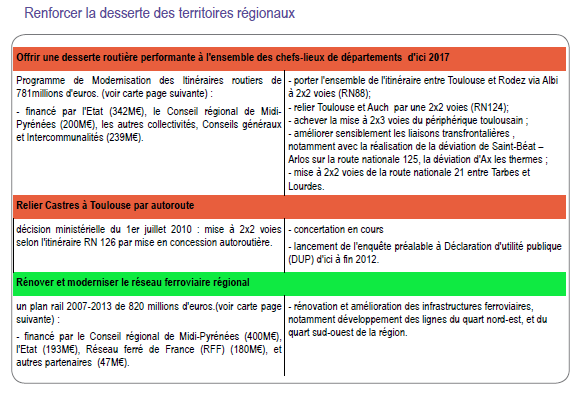 Renforcer la desserte des territoires régionaux
Offrir une desserte routière performante à l'ensemble des chefs-lieux de départements d'ici 2017
Programme de Modernisation des Itinéraires routiers de
781millions d'euros. (voir carte page suivante) :
- financé par l'Etat (342M€), le Conseil régional de Midi-
Pyrénées (200M€), les autres collectivités, Conseils généraux
et Intercommunalités (239M€).
- porter l'ensemble de l'itinéraire entre Toulouse et Rodez via Albi
à 2x2 voies (RN88);
- relier Toulouse et Auch par une 2x2 voies (RN124);
- achever la mise à 2x3 voies du périphérique toulousain ;
- améliorer sensiblement les liaisons transfrontalières ,
notamment avec la réalisation de la déviation de Saint-Béat –
Arlos sur la route nationale 125, la déviation d'Ax les thermes ;
- mise à 2x2 voies de la route nationale 21 entre Tarbes et
Lourdes.
Relier Castres à Toulouse par autoroute
décision ministérielle du 1er juillet 2010 : mise à 2x2 voies
selon l'itinéraire RN 126 par mise en concession autoroutière.
- concertation en cours
- lancement de l'enquête préalable à Déclaration d'utilité publique
(DUP) d'ici à fin 2012.
Rénover et moderniser le réseau ferroviaire régional
un plan rail 2007-2013 de 820 millions d'euros.(voir carte page
suivante) :
- financé par le Conseil régional de Midi-Pyrénées (400M€),
l'Etat (193M€), Réseau ferré de France (RFF) (180M€), et
autres partenaires (47M€).
- rénovation et amélioration des infrastructures ferroviaires,
notamment développement des lignes du quart nord-est, et du
quart sud-ouest de la région.